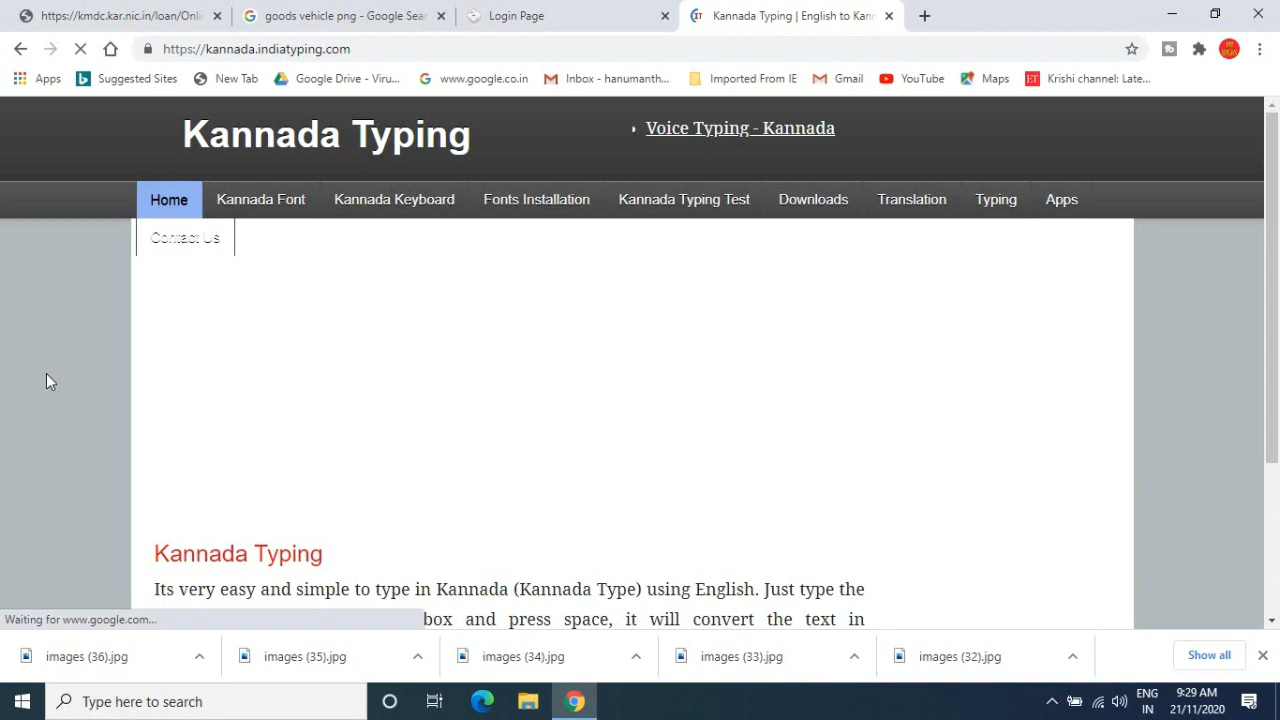 https://kmdc.kar.nic.in/loan/Onli
goods vehicle png - Google Sear
Login Page
Kannada Typing | English to Kann
https://kannada.indiatyping.com
Apps
Suggested Sites
New Tab
Google Drive - Viru...
www.google.co.in
Inbox - hanumanth...
Imported From IE
Gmail
YouTube
Maps
Krishi channel: Late...
Kannada Typing
Voice Typing - Kannada
Home
Kannada Font
Kannada Keyboard
Fonts Installation
Kannada Typing Test
Downloads
Translation
Typing
Apps
Contact Us
Kannada Typing
Its very easy and simple to type in Kannada (Kannada Type) using English. Just type the
box and press space, it will convert the text in
Waiting for www.google.com...
images (36).jpg
images (35).jpg
images (34).jpg
images (33).jpg
images (32).jpg
Show all
Type here to search
ENG
IN
9:29 AM
21/11/2020